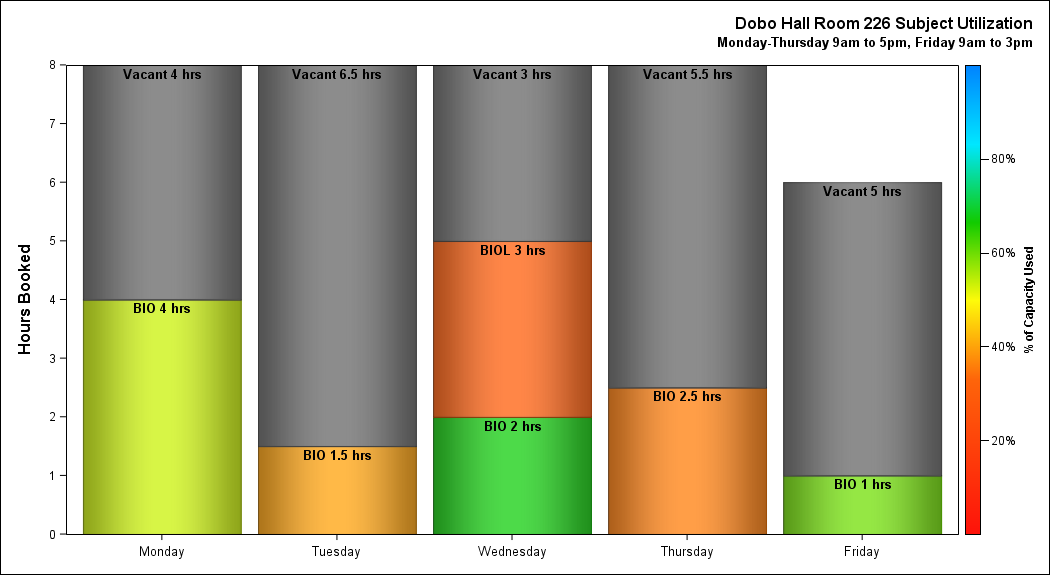 Dobo Hall Room 226 Subject Utilization
Monday-Thursday 9am to 5pm, Friday 9am to 3pm
Hours Booked
8
7
6
5
4
3
2
1
0
Vacant 4 hrs
BIO 4 hrs
Vacant 6.5 hrs
BIO 1.5 hrs
Vacant 3 hrs
BIOL 3 hrs
BIO 2 hrs
Vacant 5.5 hrs
BIO 2.5 hrs
Vacant 5 hrs
BIO 1 hrs
Monday
Tuesday
Wednesday
Thursday
Friday
80%
60%
40%
20%
% of Capacity Used